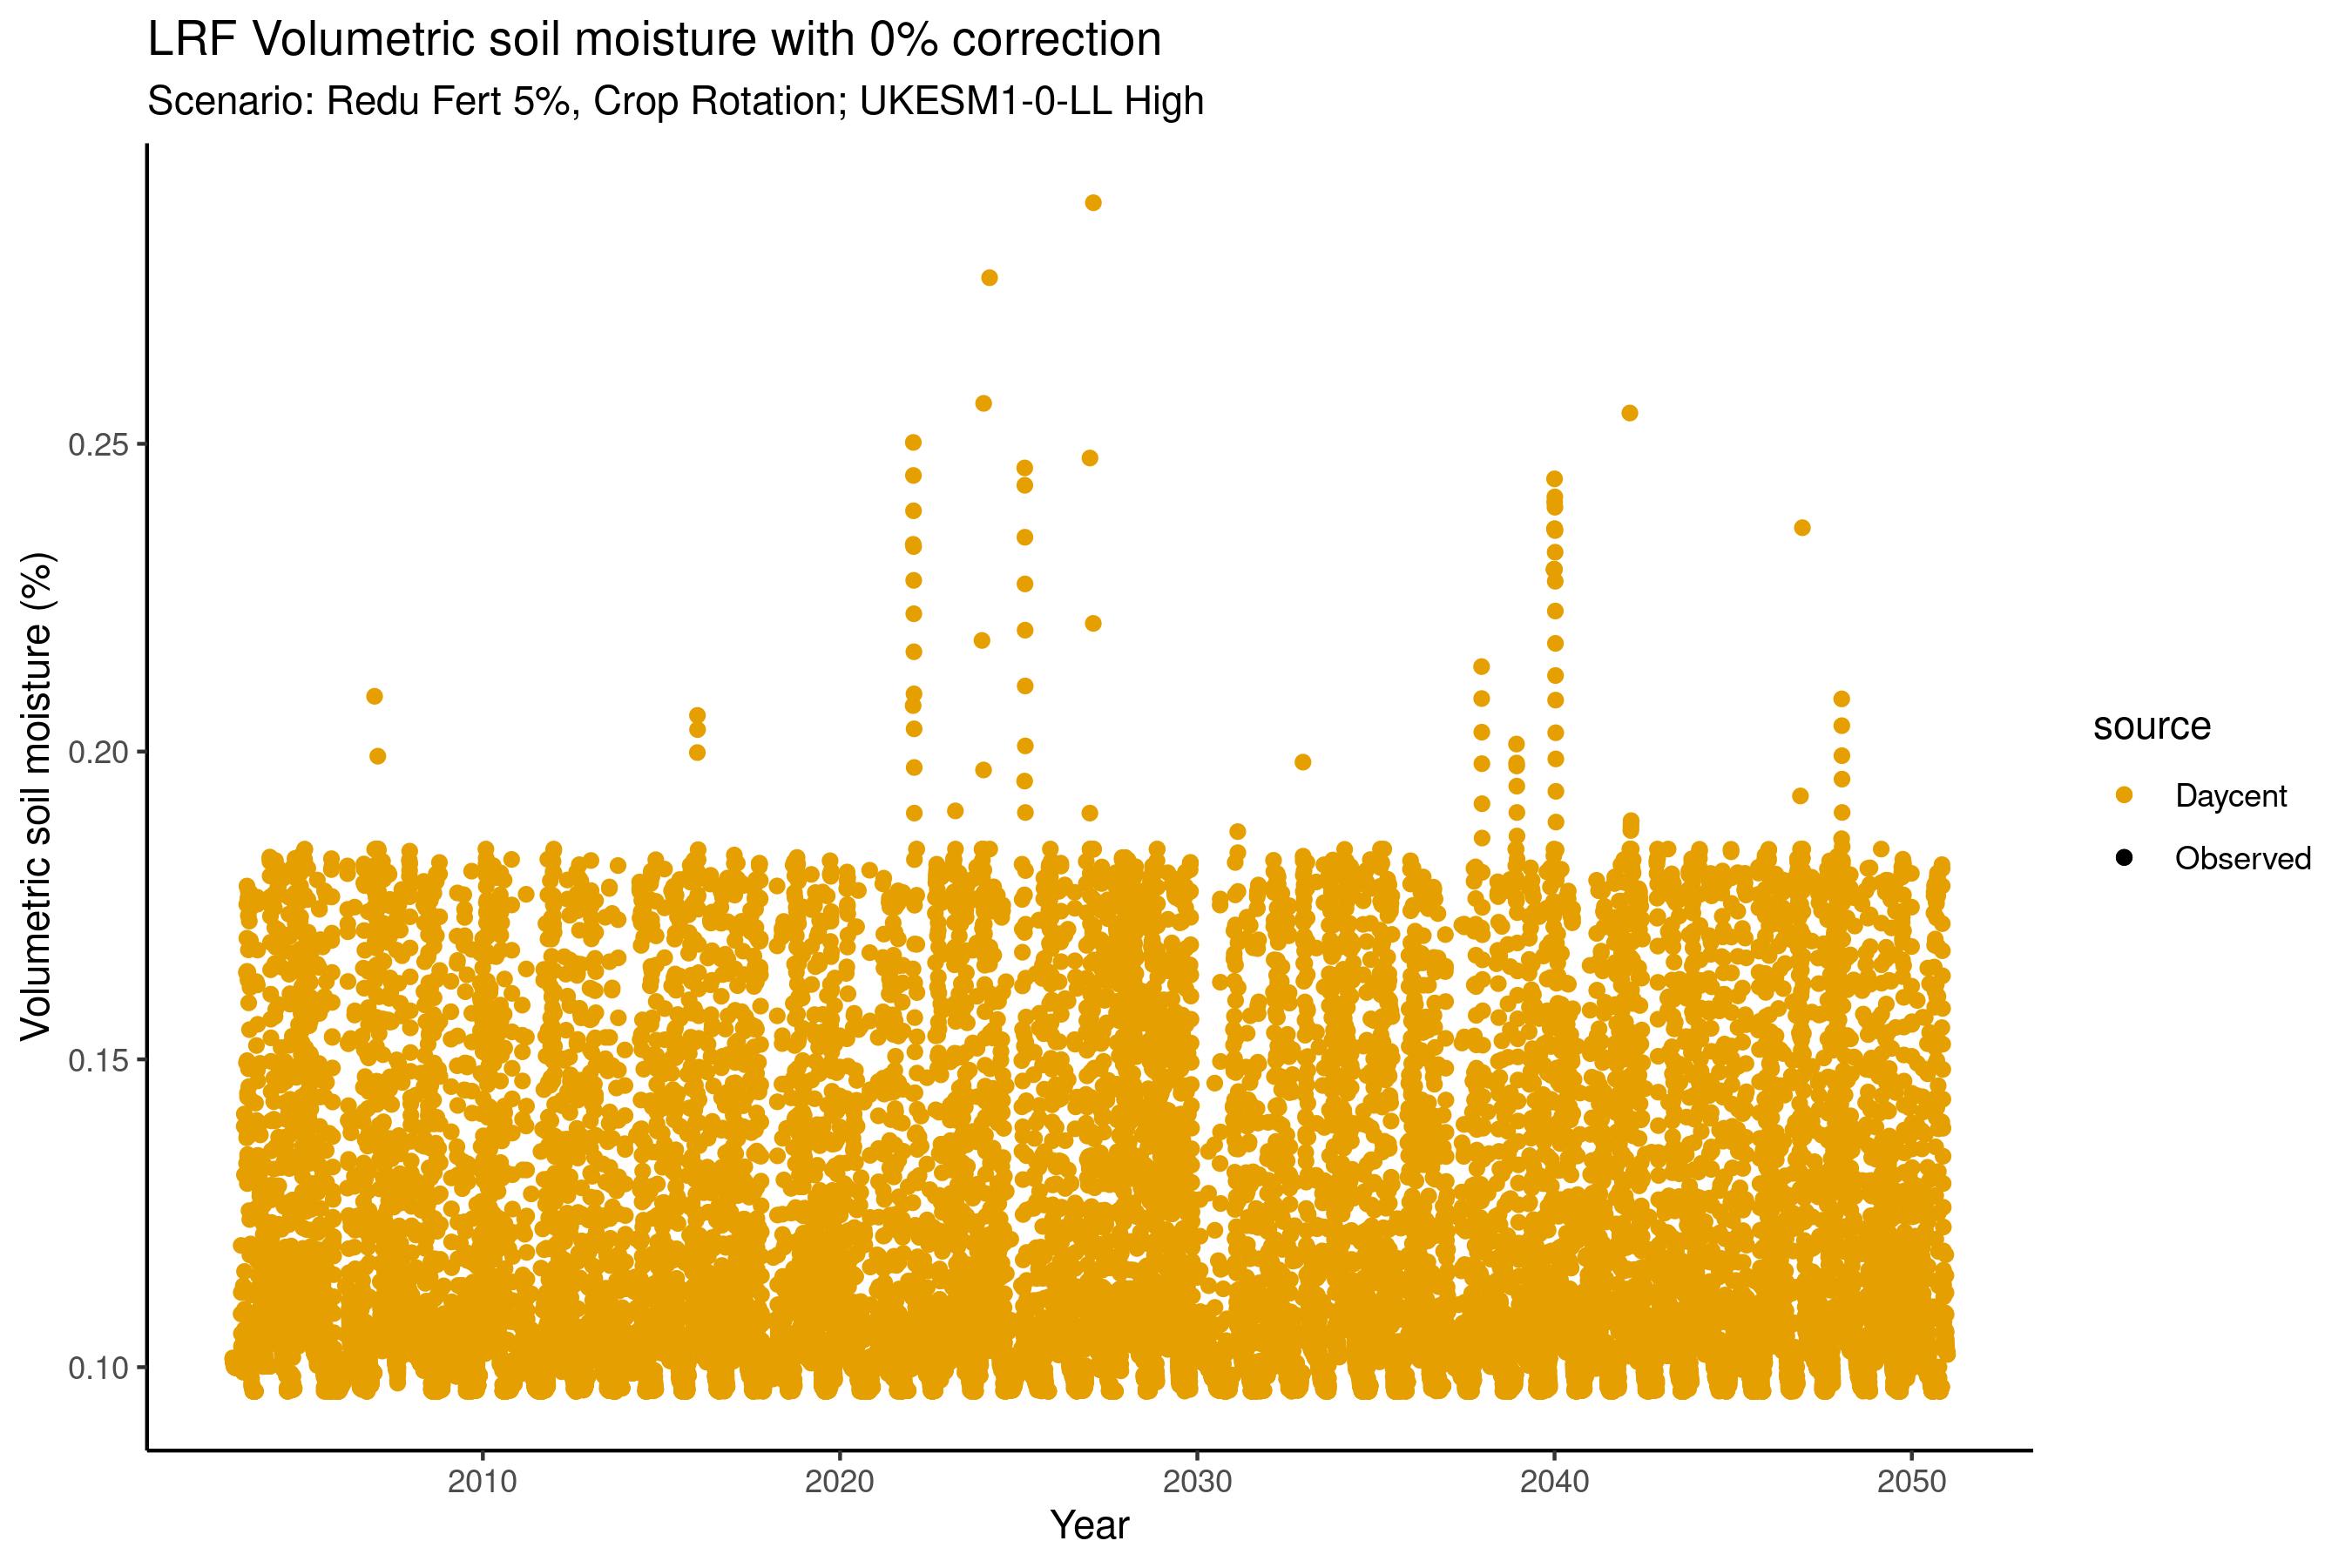 LRF Volumetric soil moisture with 0% correction
Scenario: Redu Fert 5%, Crop Rotation; UKESM1-0-LL High
Volumetric soil moisture (%)
0.25
0.20
0.15
0.10
2010
2020
2030
2040
2050
Year
source
Daycent
Observed